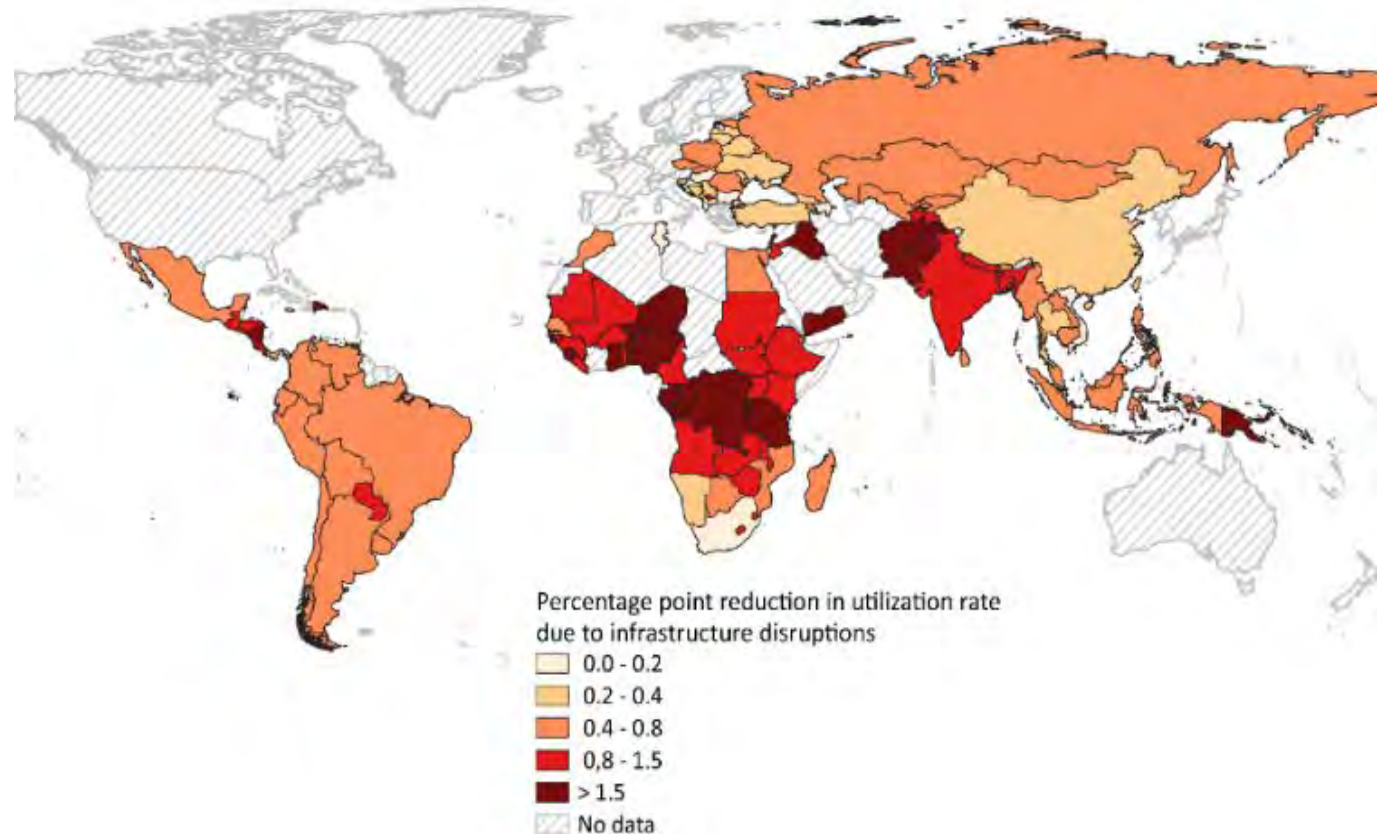 Percentage point reduction in utilization rate
due to infrastructure disruptions
0.0 - 0.2
0.2 - 0.4
0.4 - 0.8
0,8 - 1.5
> 1.5
No data